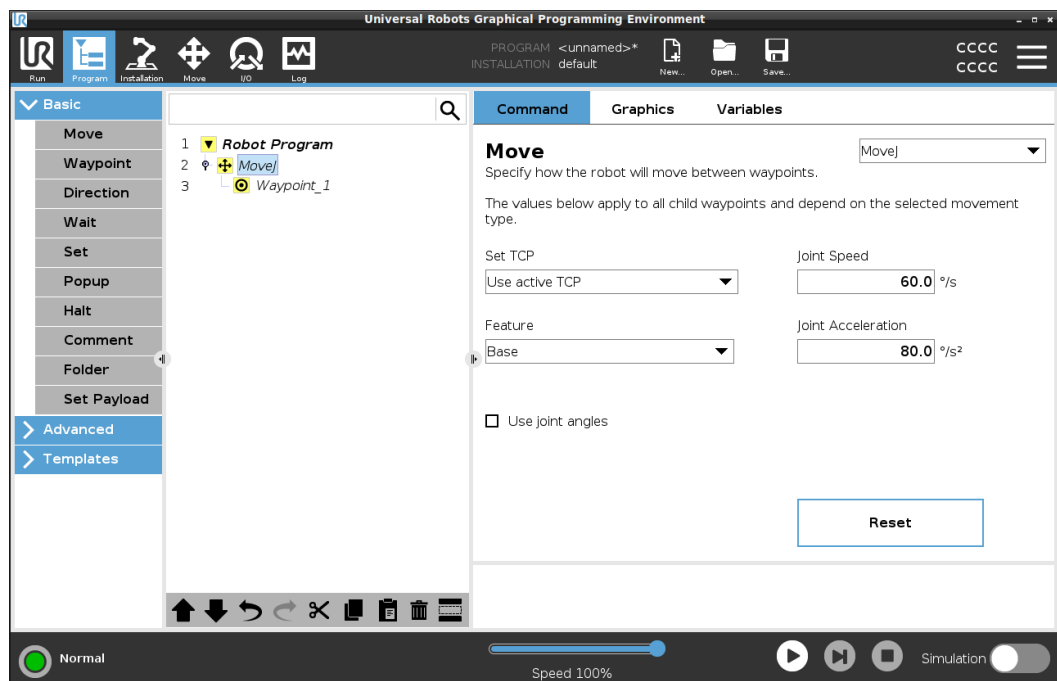 Universal Robots Graphical Programming Environment
Run Program Installation Move I/O Log
PROGRAM <unnamed>*
INSTALLATION default
New... Open... Save...
CCCC
CCCC
Basic
Move
Waypoint
Direction
Wait
Set
Popup
Halt
Comment
Folder
Set Payload
Advanced
Templates
1 Robot Program
2 MoveJ
3 Waypoint_1
Command Graphics Variables
Move MoveJ
Specify how the robot will move between waypoints.
The values below apply to all child waypoints and depend on the selected movement
type.
Set TCP Joint Speed
Use active TCP 60.0 °/s
Feature Joint Acceleration
Base 80.0 °/s²
Use joint angles
Reset
Normal
Speed 100%
Simulation